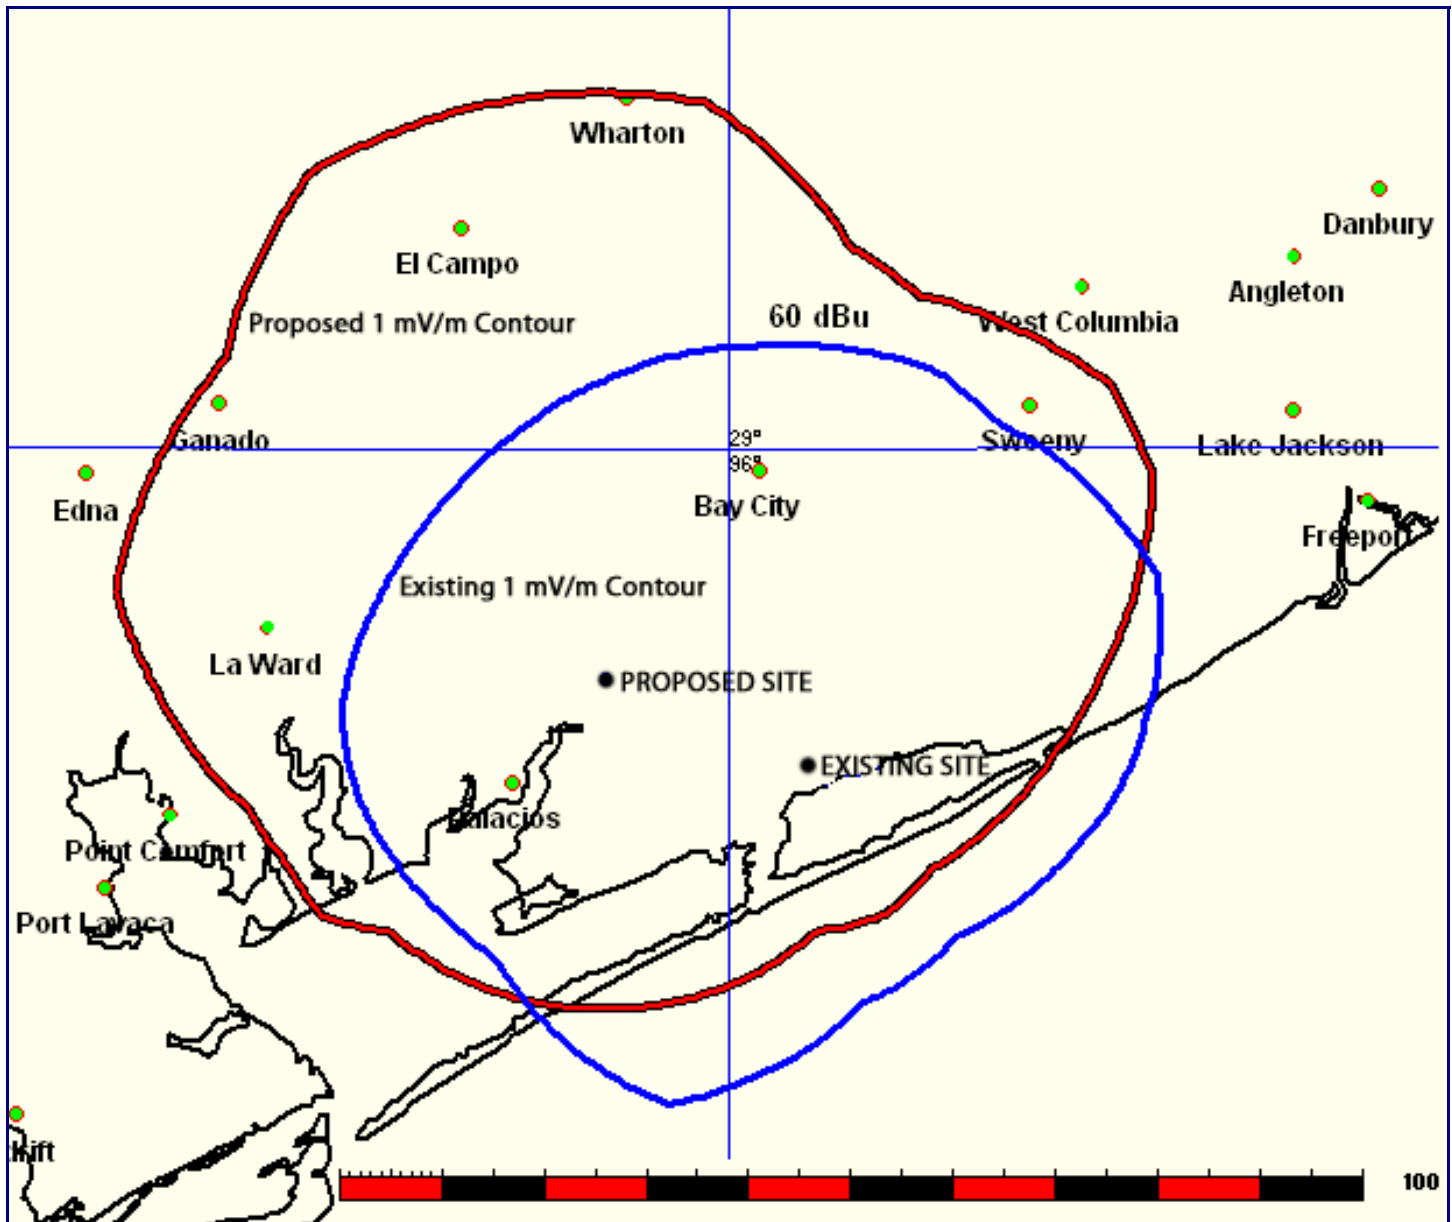 Wharton
Danbury
El Campo
Angleton
Proposed 1 mV/m Contour
60 dBu
West Columbia
Ganado
29°
Sweeny
Lake Jackson
96°
Edna
Bay City
Freeport
Existing 1 mV/m Contour
La Ward
PROPOSED SITE
EXISTING SITE
Palacios
Point Comfort
Port Lavaca
100